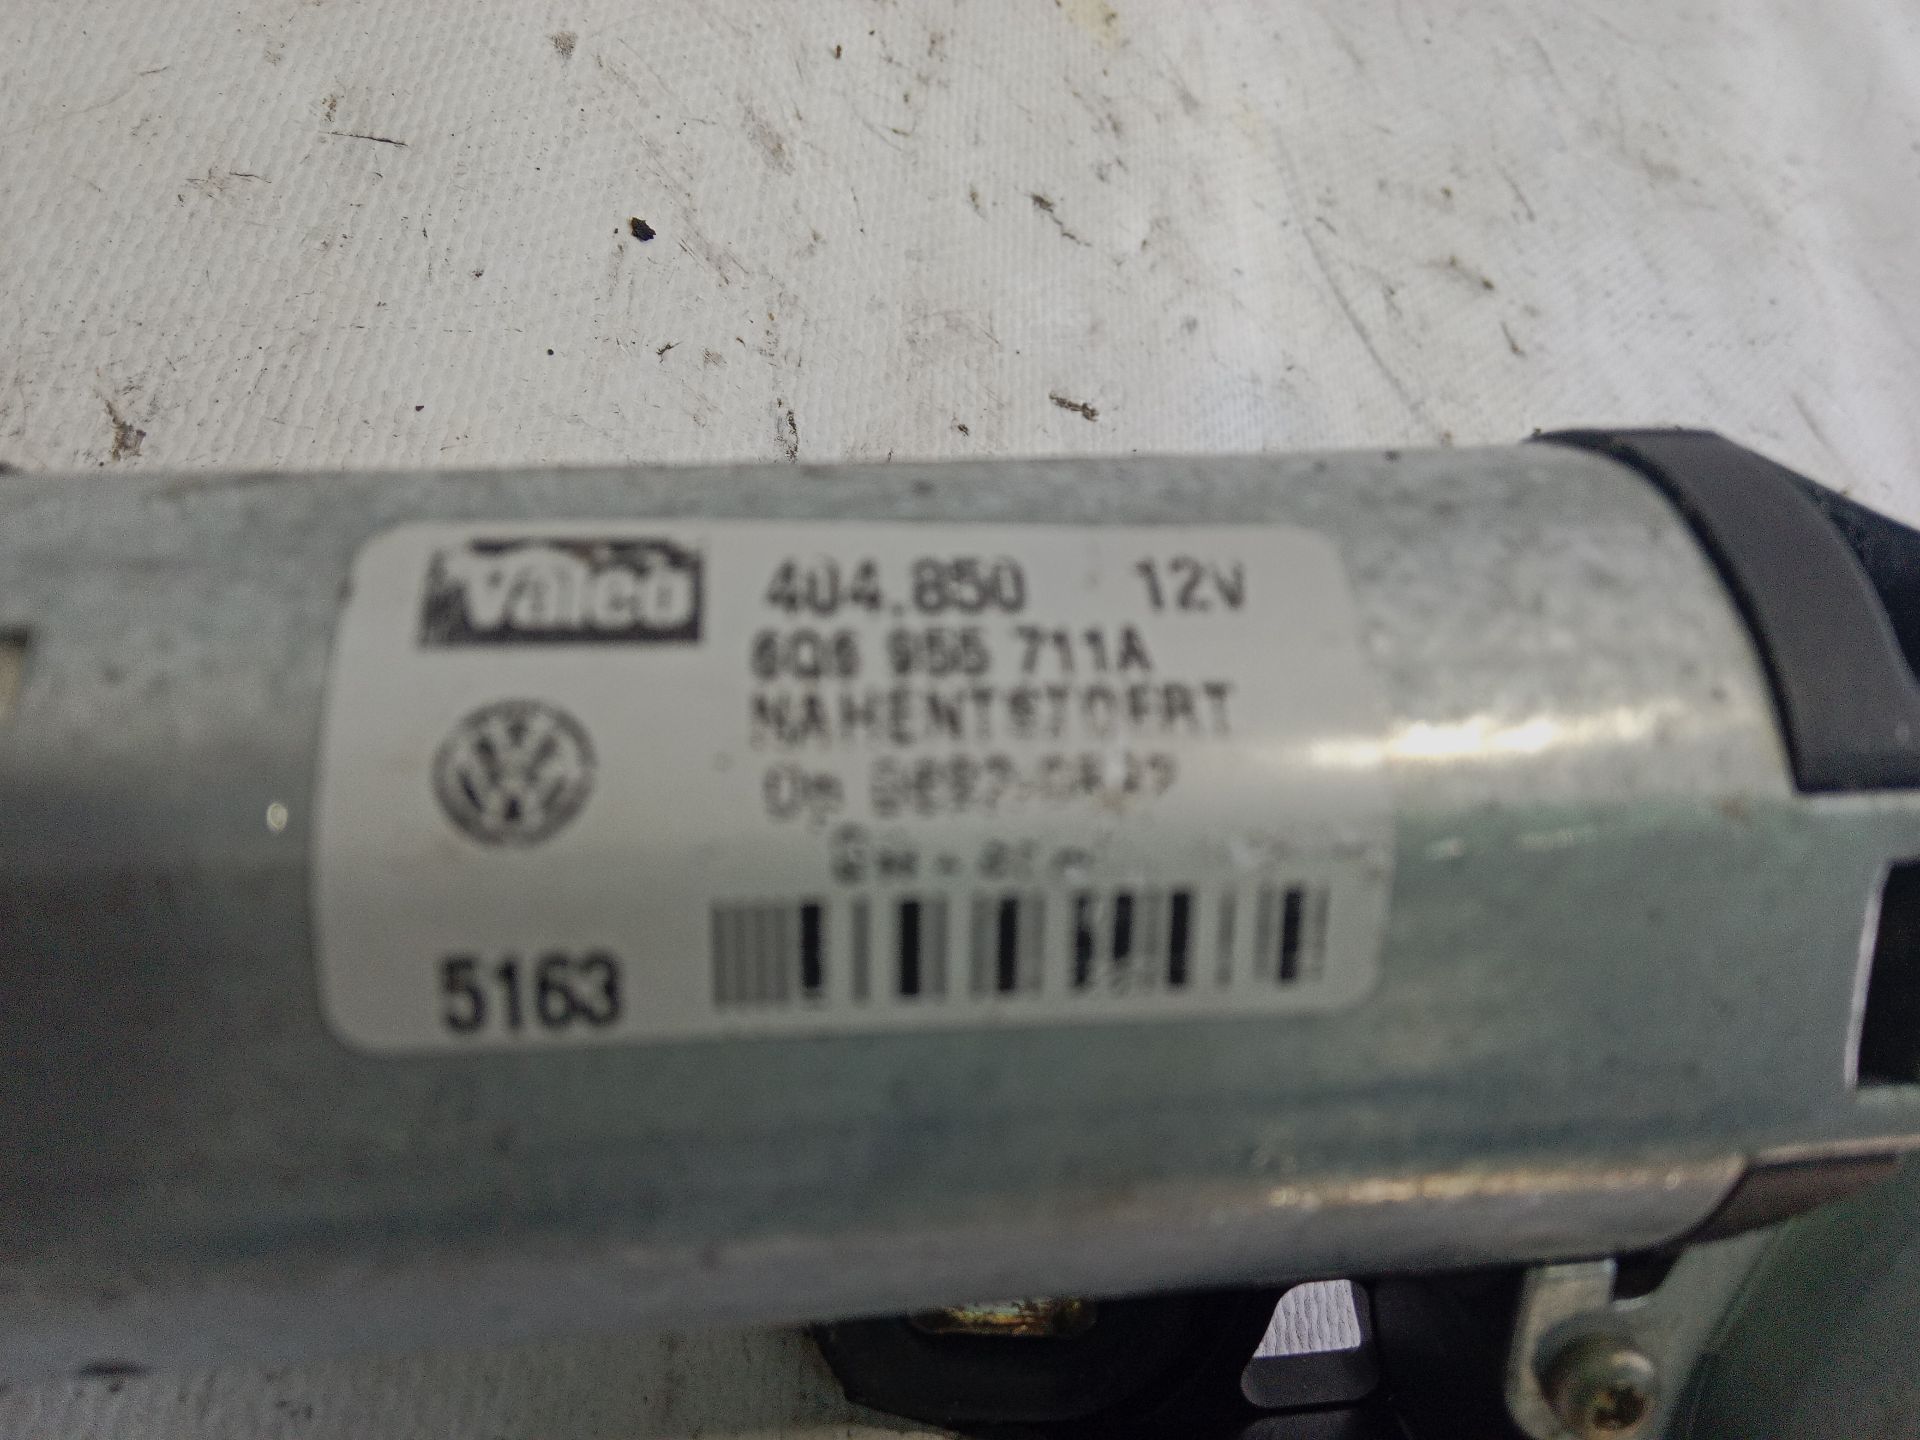 Valeo 404.850 12V
6Q6 955 711A
NAHENTSTOERT
5163